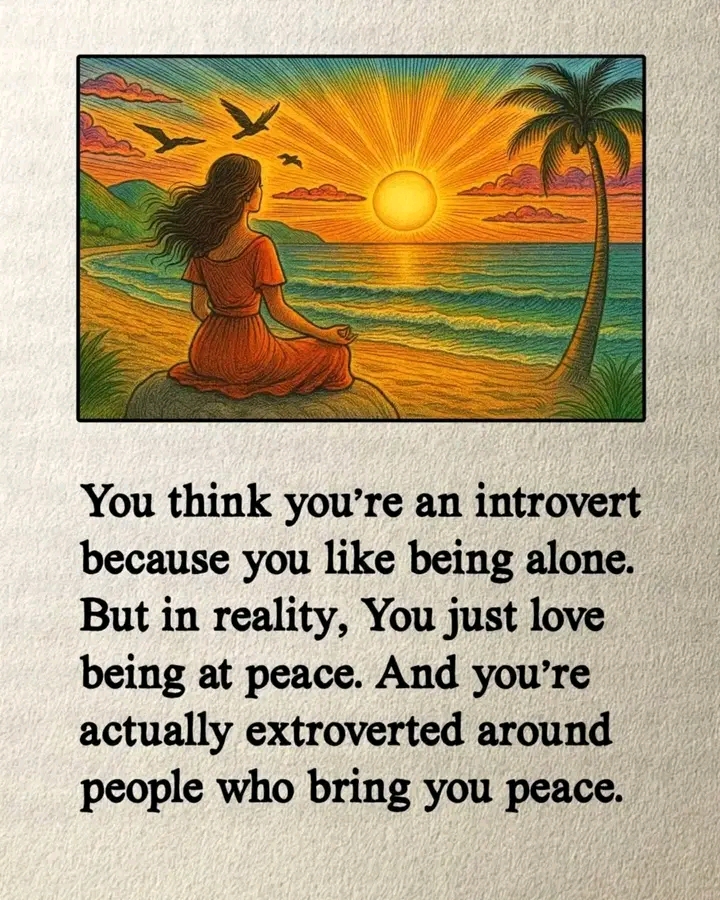 You think you’re an introvert
because you like being alone.
But in reality, You just love
being at peace. And you’re
actually extroverted around
people who bring you peace.